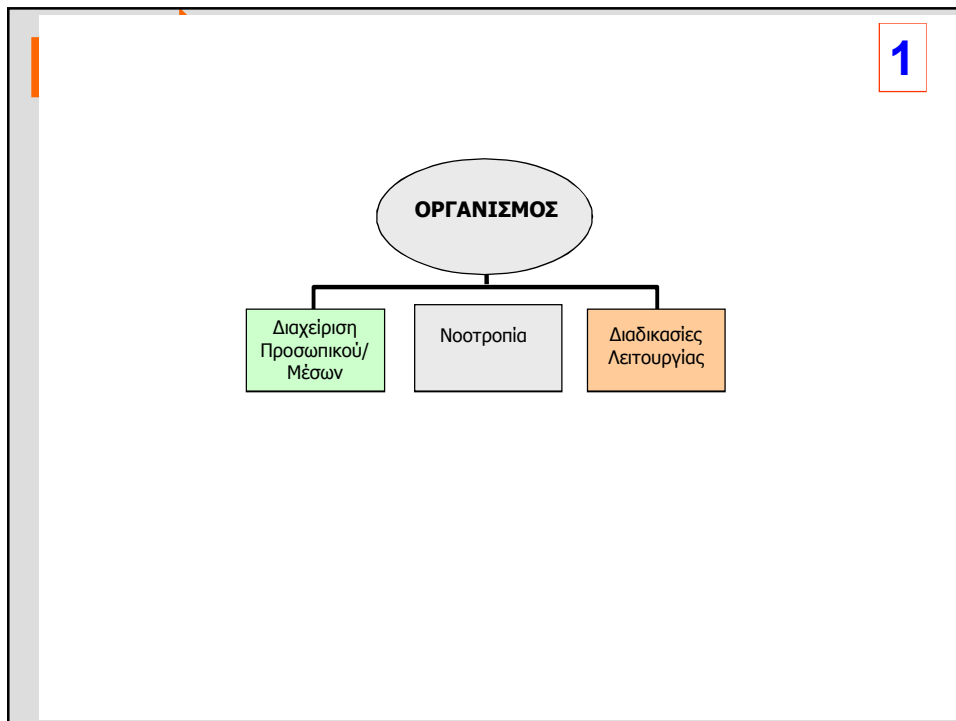 1
ΟΡΓΑΝΙΣΜΟΣ
Διαχείριση
Προσωπικού/
Μέσων
Νοοτροπία
Διαδικασίες
Λειτουργίας